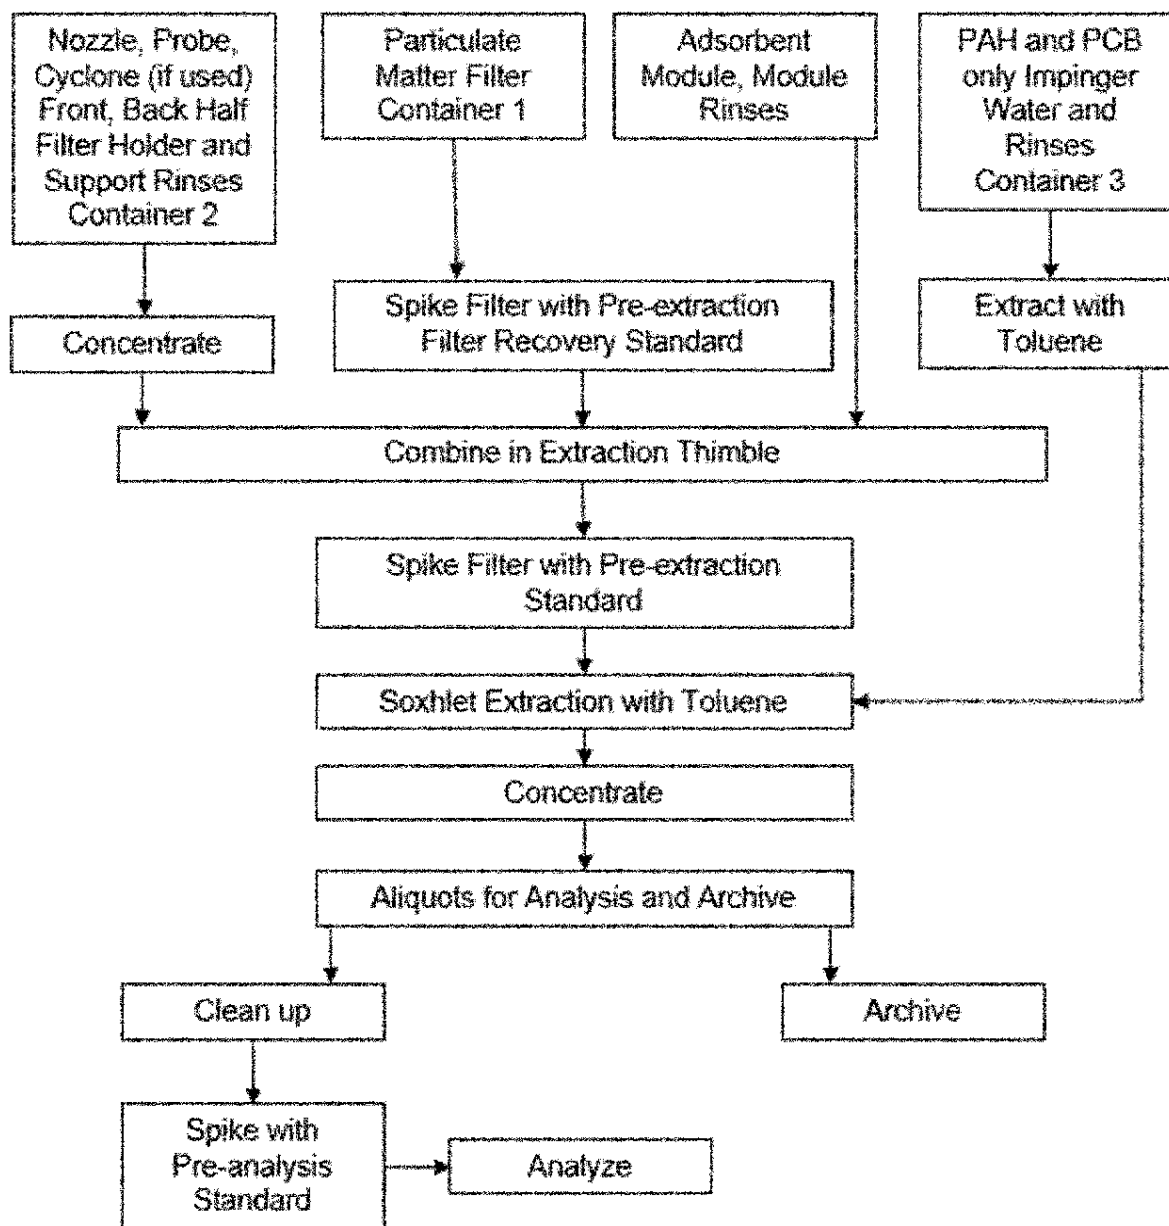 Nozzle, Probe,
Cyclone (if used)
Front, Back Half
Filter Holder and
Support Rinses
Container 2
Particulate
Matter Filter
Container 1
Adsorbent
Module, Module
Rinses
PAH and PCB
only Impinger
Water and
Rinses
Container 3
Concentrate
Spike Filter with Pre-extraction
Filter Recovery Standard
Extract with
Toluene
Combine in Extraction Thimble
Spike Filter with Pre-extraction
Standard
Soxhlet Extraction with Toluene
Concentrate
Aliquots for Analysis and Archive
Clean up
Archive
Spike with
Pre-analysis
Standard
Analyze